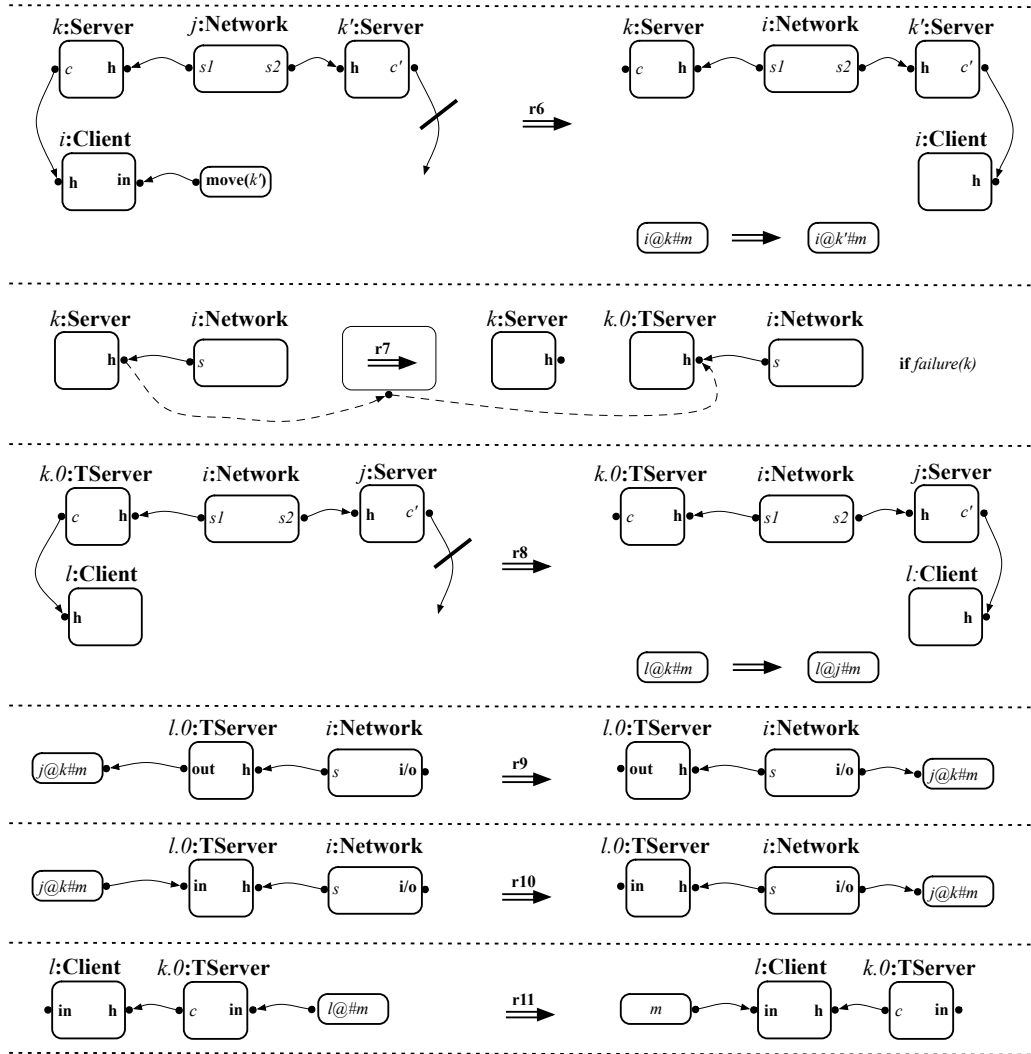 k:Server j:Network k':Server k:Server i:Network k':Server
c h s1 s2 h c' c h s1 s2 h c'
r6
i:Client i:Client
h in move(k') h
i@k#m i@k'#m
k:Server i:Network k:Server k.0:TServer i:Network
r7
h s h h s if failure(k)
k.0:TServer i:Network j:Server k.0:TServer i:Network j:Server
c h s1 s2 h c' c h s1 s2 h c'
r8
l:Client l:Client
h h
l@k#m l@j#m
l.0:TServer i:Network l.0:TServer i:Network
j@k#m out h s i/o r9 out h s i/o j@k#m
l.0:TServer i:Network l.0:TServer i:Network
j@k#m in h s i/o r10 in h s i/o j@k#m
l:Client k.0:TServer l:Client k.0:TServer
in h c in l@#m r11 m in h c in